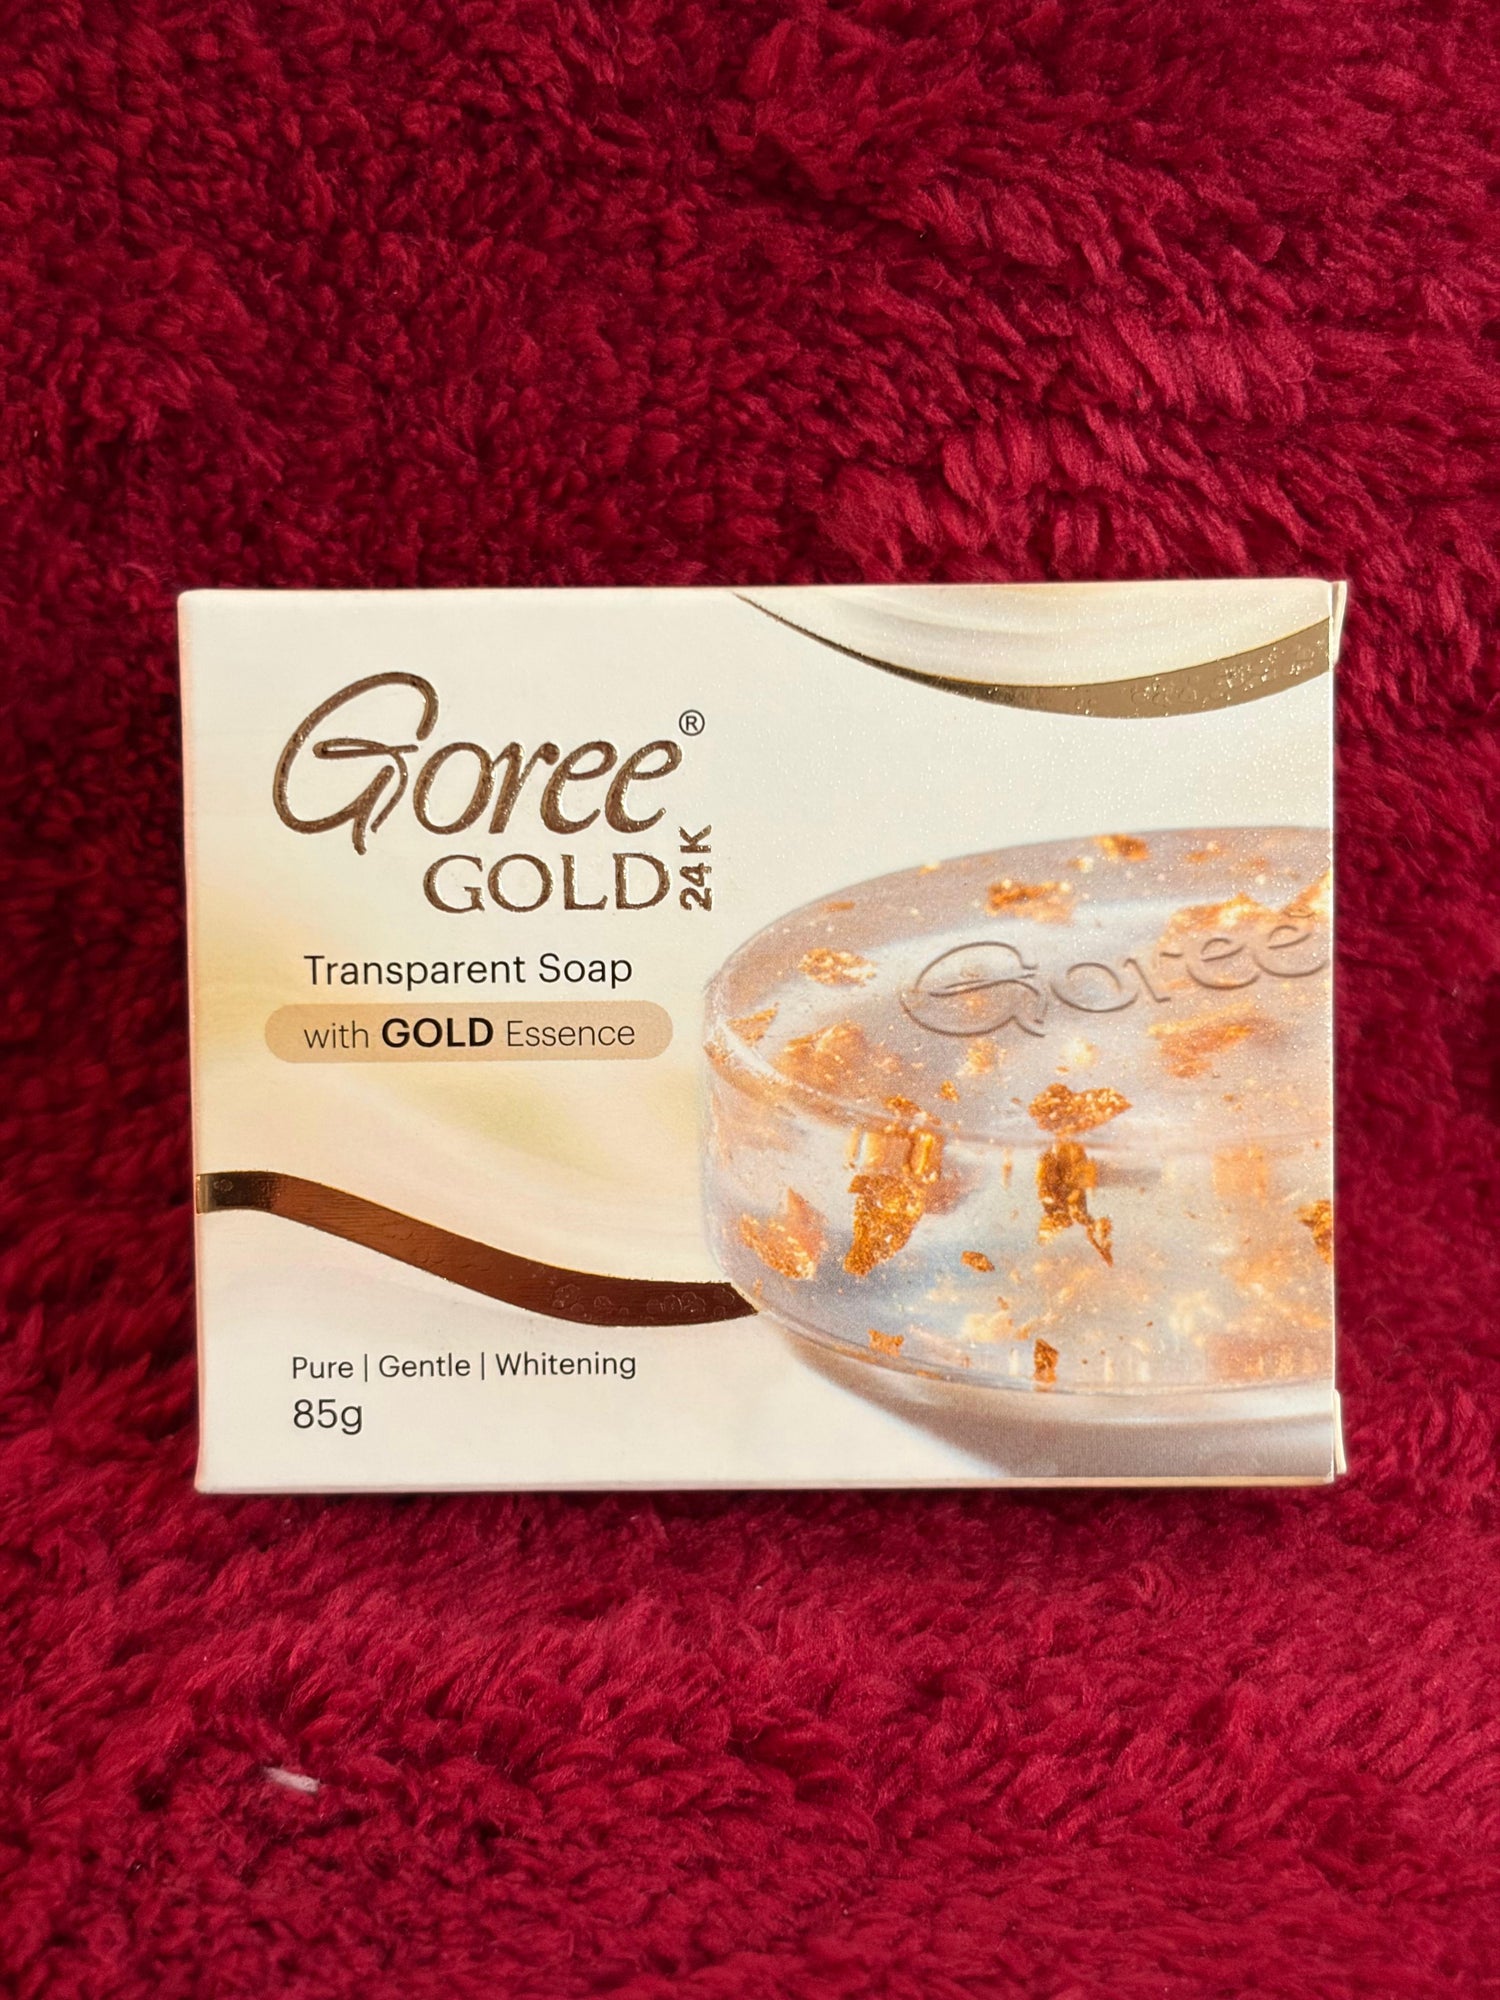 Goree®
GOLD 24K
Transparent Soap
with GOLD Essence
Goree
Pure | Gentle | Whitening
85g